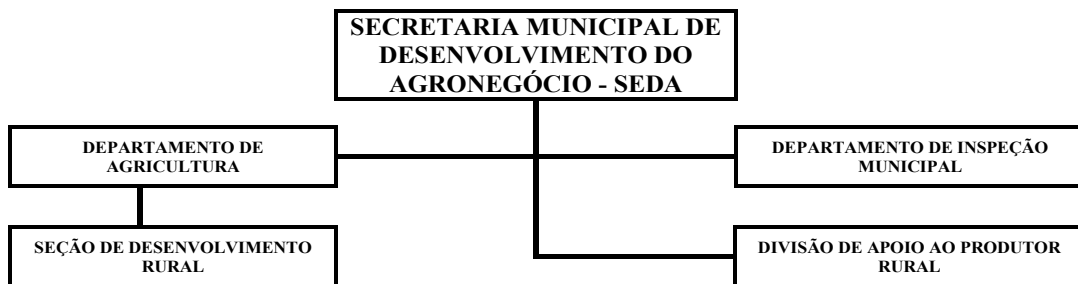 SECRETARIA MUNICIPAL DE
DESENVOLVIMENTO DO
AGRONEGÓCIO - SEDA
DEPARTAMENTO DE
AGRICULTURA
DEPARTAMENTO DE INSPEÇÃO
MUNICIPAL
SEÇÃO DE DESENVOLVIMENTO
RURAL
DIVISÃO DE APOIO AO PRODUTOR
RURAL